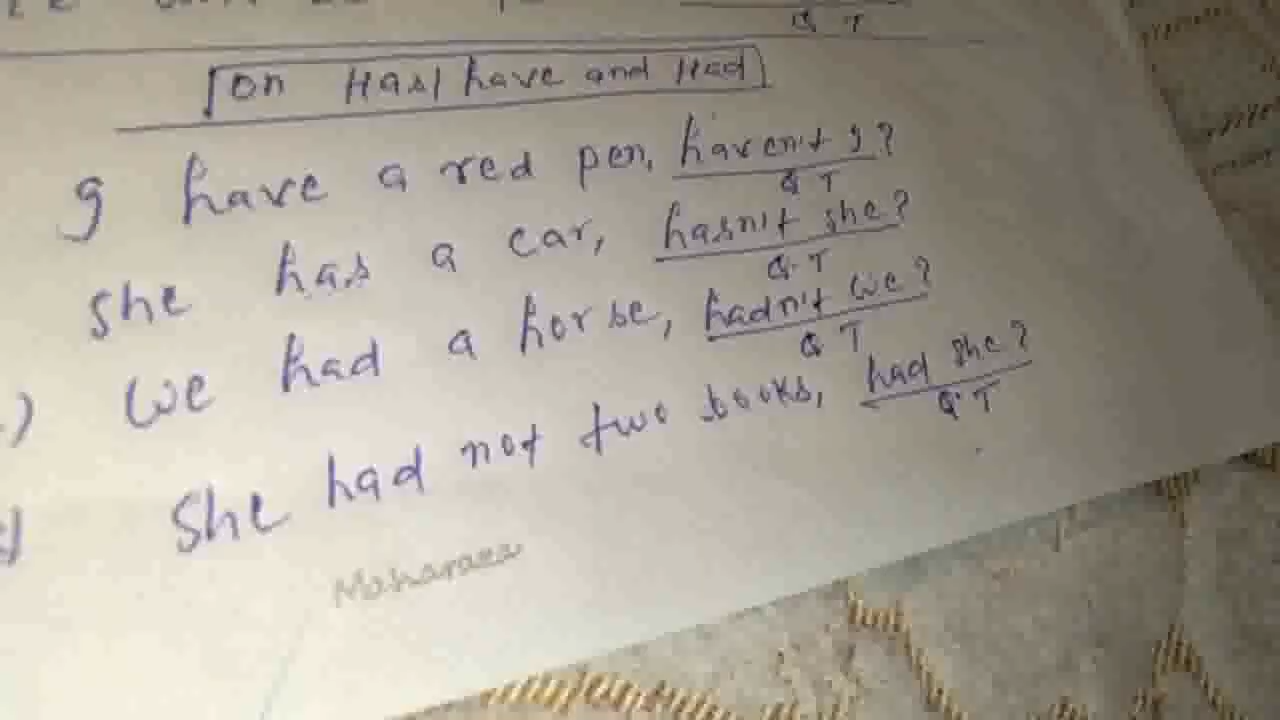 Q T
On Has/have and Had
I have a red pen, haven't I?
Q T
She has a car, hasn't she?
Q.T
We had a horse, hadn't we?
Q T
She had not two books, had she?
Q.T